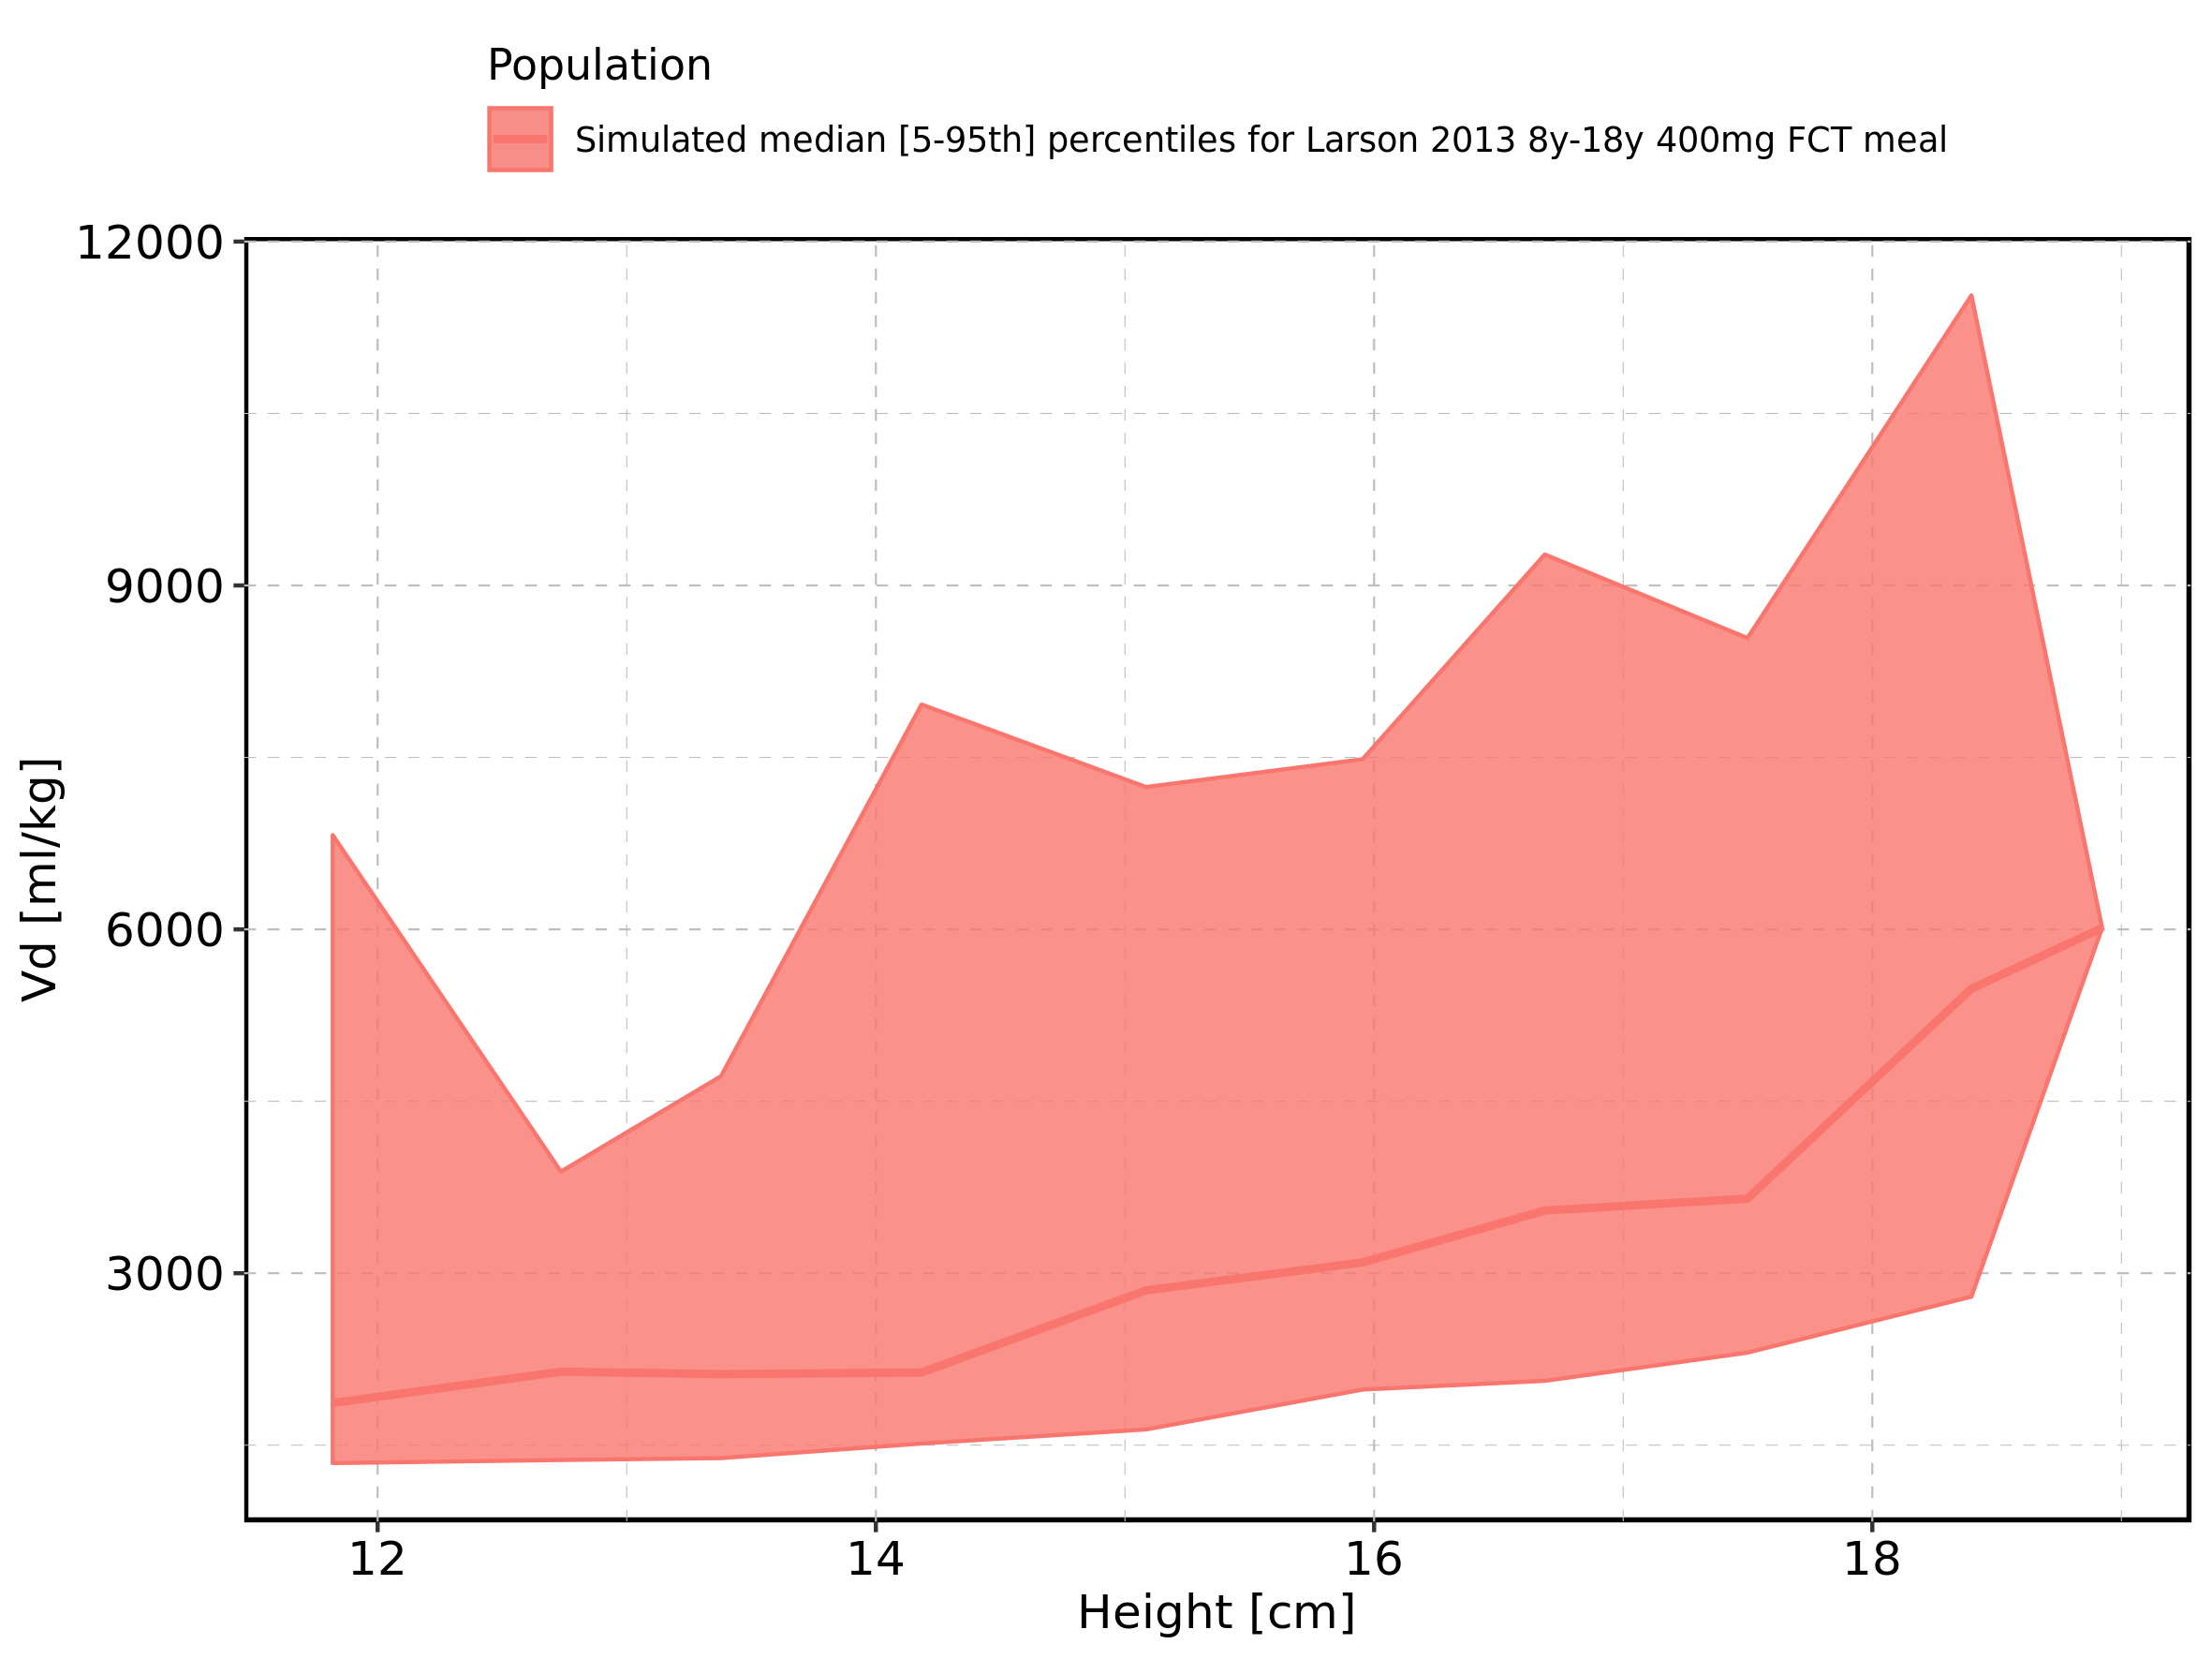 Population
Simulated median [5-95th] percentiles for Larson 2013 8y-18y 400mg FCT meal
12000
9000
6000
3000
Vd [ml/kg]
12 14 16 18
Height [cm]